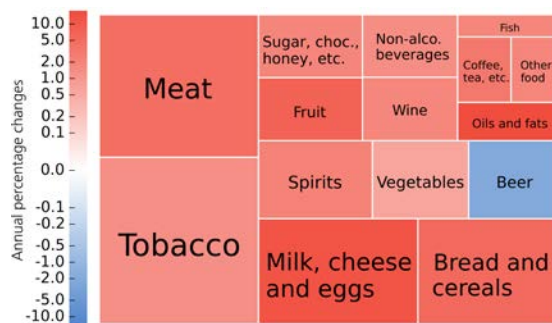 Annual percentage changes
10.0
5.0
2.0
1.0
0.5
0.2
0.1
0.0
-0.1
-0.2
-0.5
-1.0
-2.0
-5.0
-10.0
Meat
Tobacco
Sugar, choc.,
honey, etc.
Non-alco.
beverages
Fish
Coffee,
tea, etc.
Other
food
Fruit
Wine
Oils and fats
Spirits
Vegetables
Beer
Milk, cheese
and eggs
Bread and
cereals